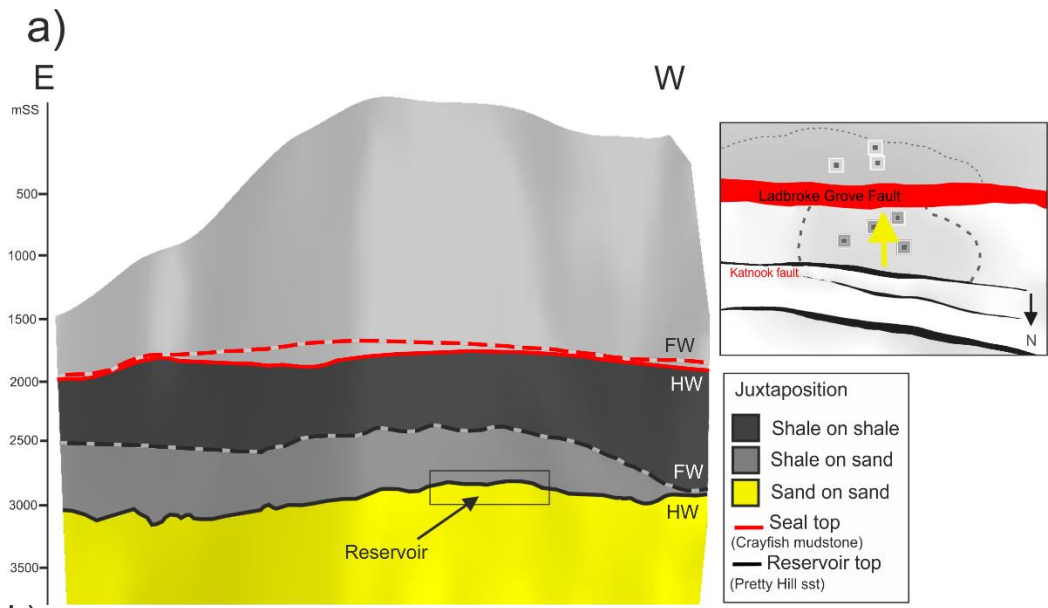 a)
E
W
mSS
500
1000
1500
2000
2500
3000
3500
FW
HW
FW
HW
Reservoir
Ladbroke Grove Fault
Katnook fault
N
Juxtaposition
Shale on shale
Shale on sand
Sand on sand
Seal top
(Crayfish mudstone)
Reservoir top
(Pretty Hill sst)